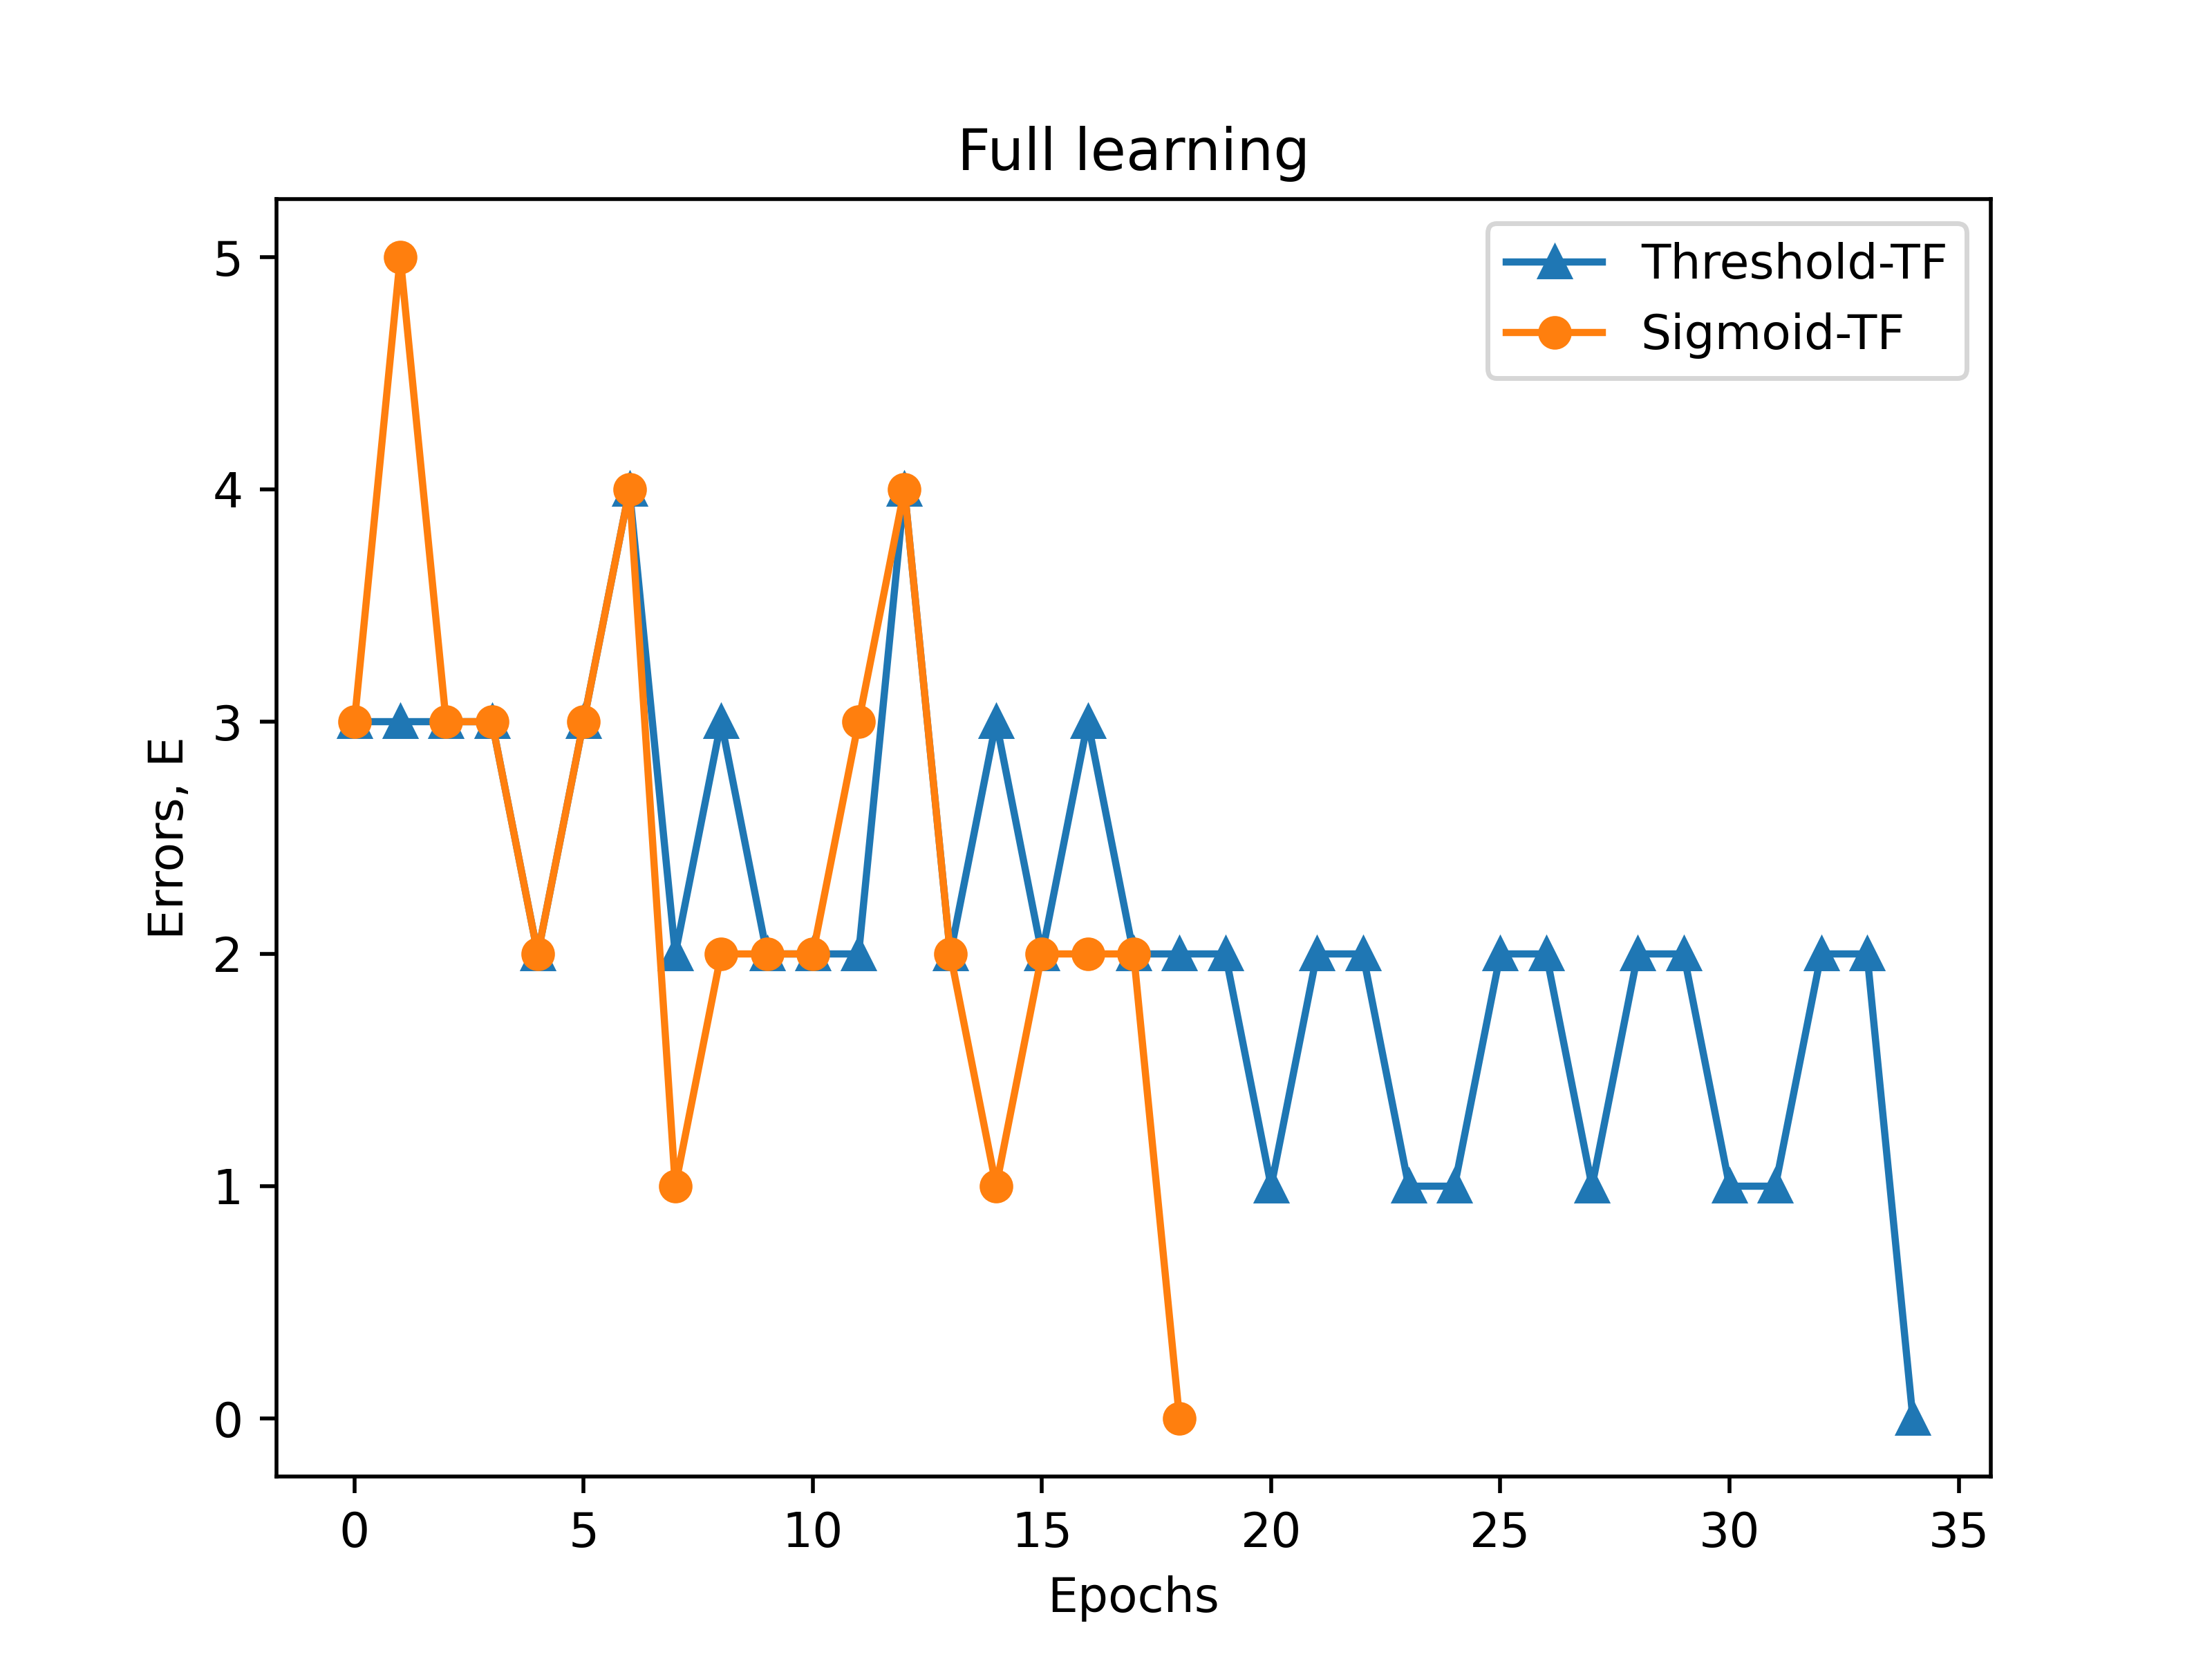 Full learning
Threshold-TF
Sigmoid-TF
5
4
3
2
1
0
Errors, E
0 5 10 15 20 25 30 35
Epochs